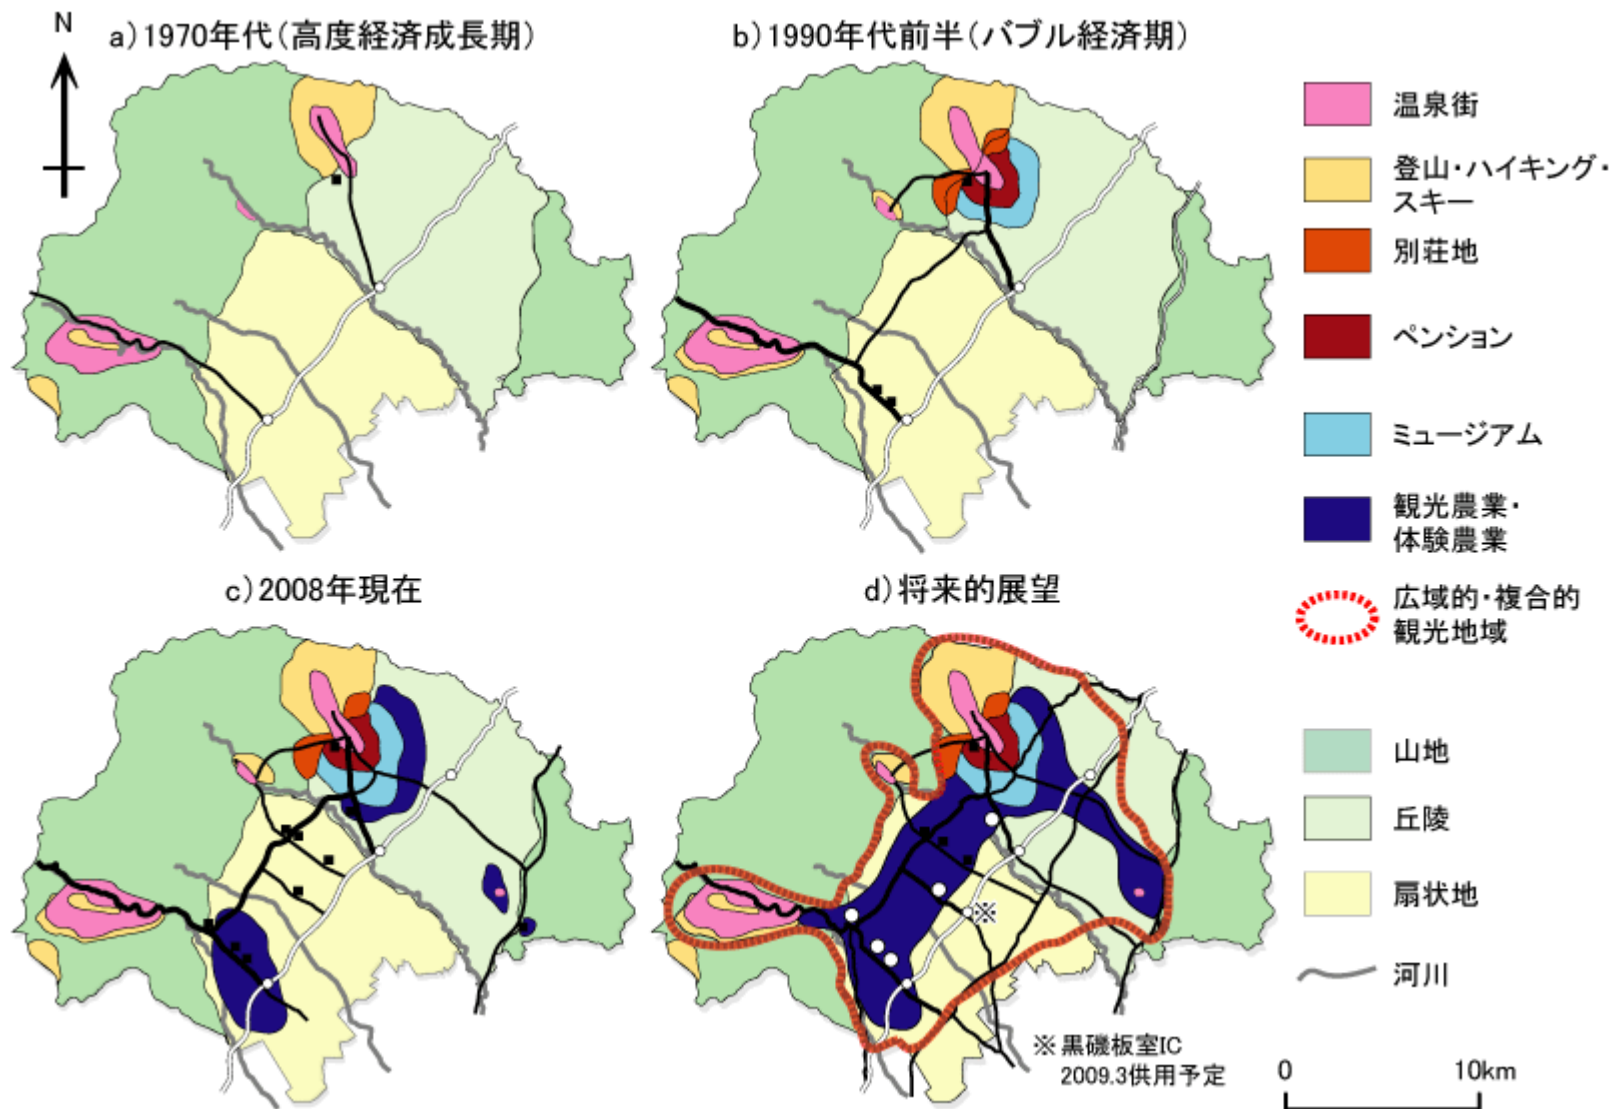 N
a)1970年代(高度経済成長期)
b)1990年代前半(バブル経済期)
温泉街
登山・ハイキング・
スキー
別荘地
ペンション
ミュージアム
観光農業・
体験農業
c)2008年現在
d)将来的展望
広域的・複合的
観光地域
山地
丘陵
扇状地
河川
※
※黒磯板室IC
2009.3供用予定
0 10km